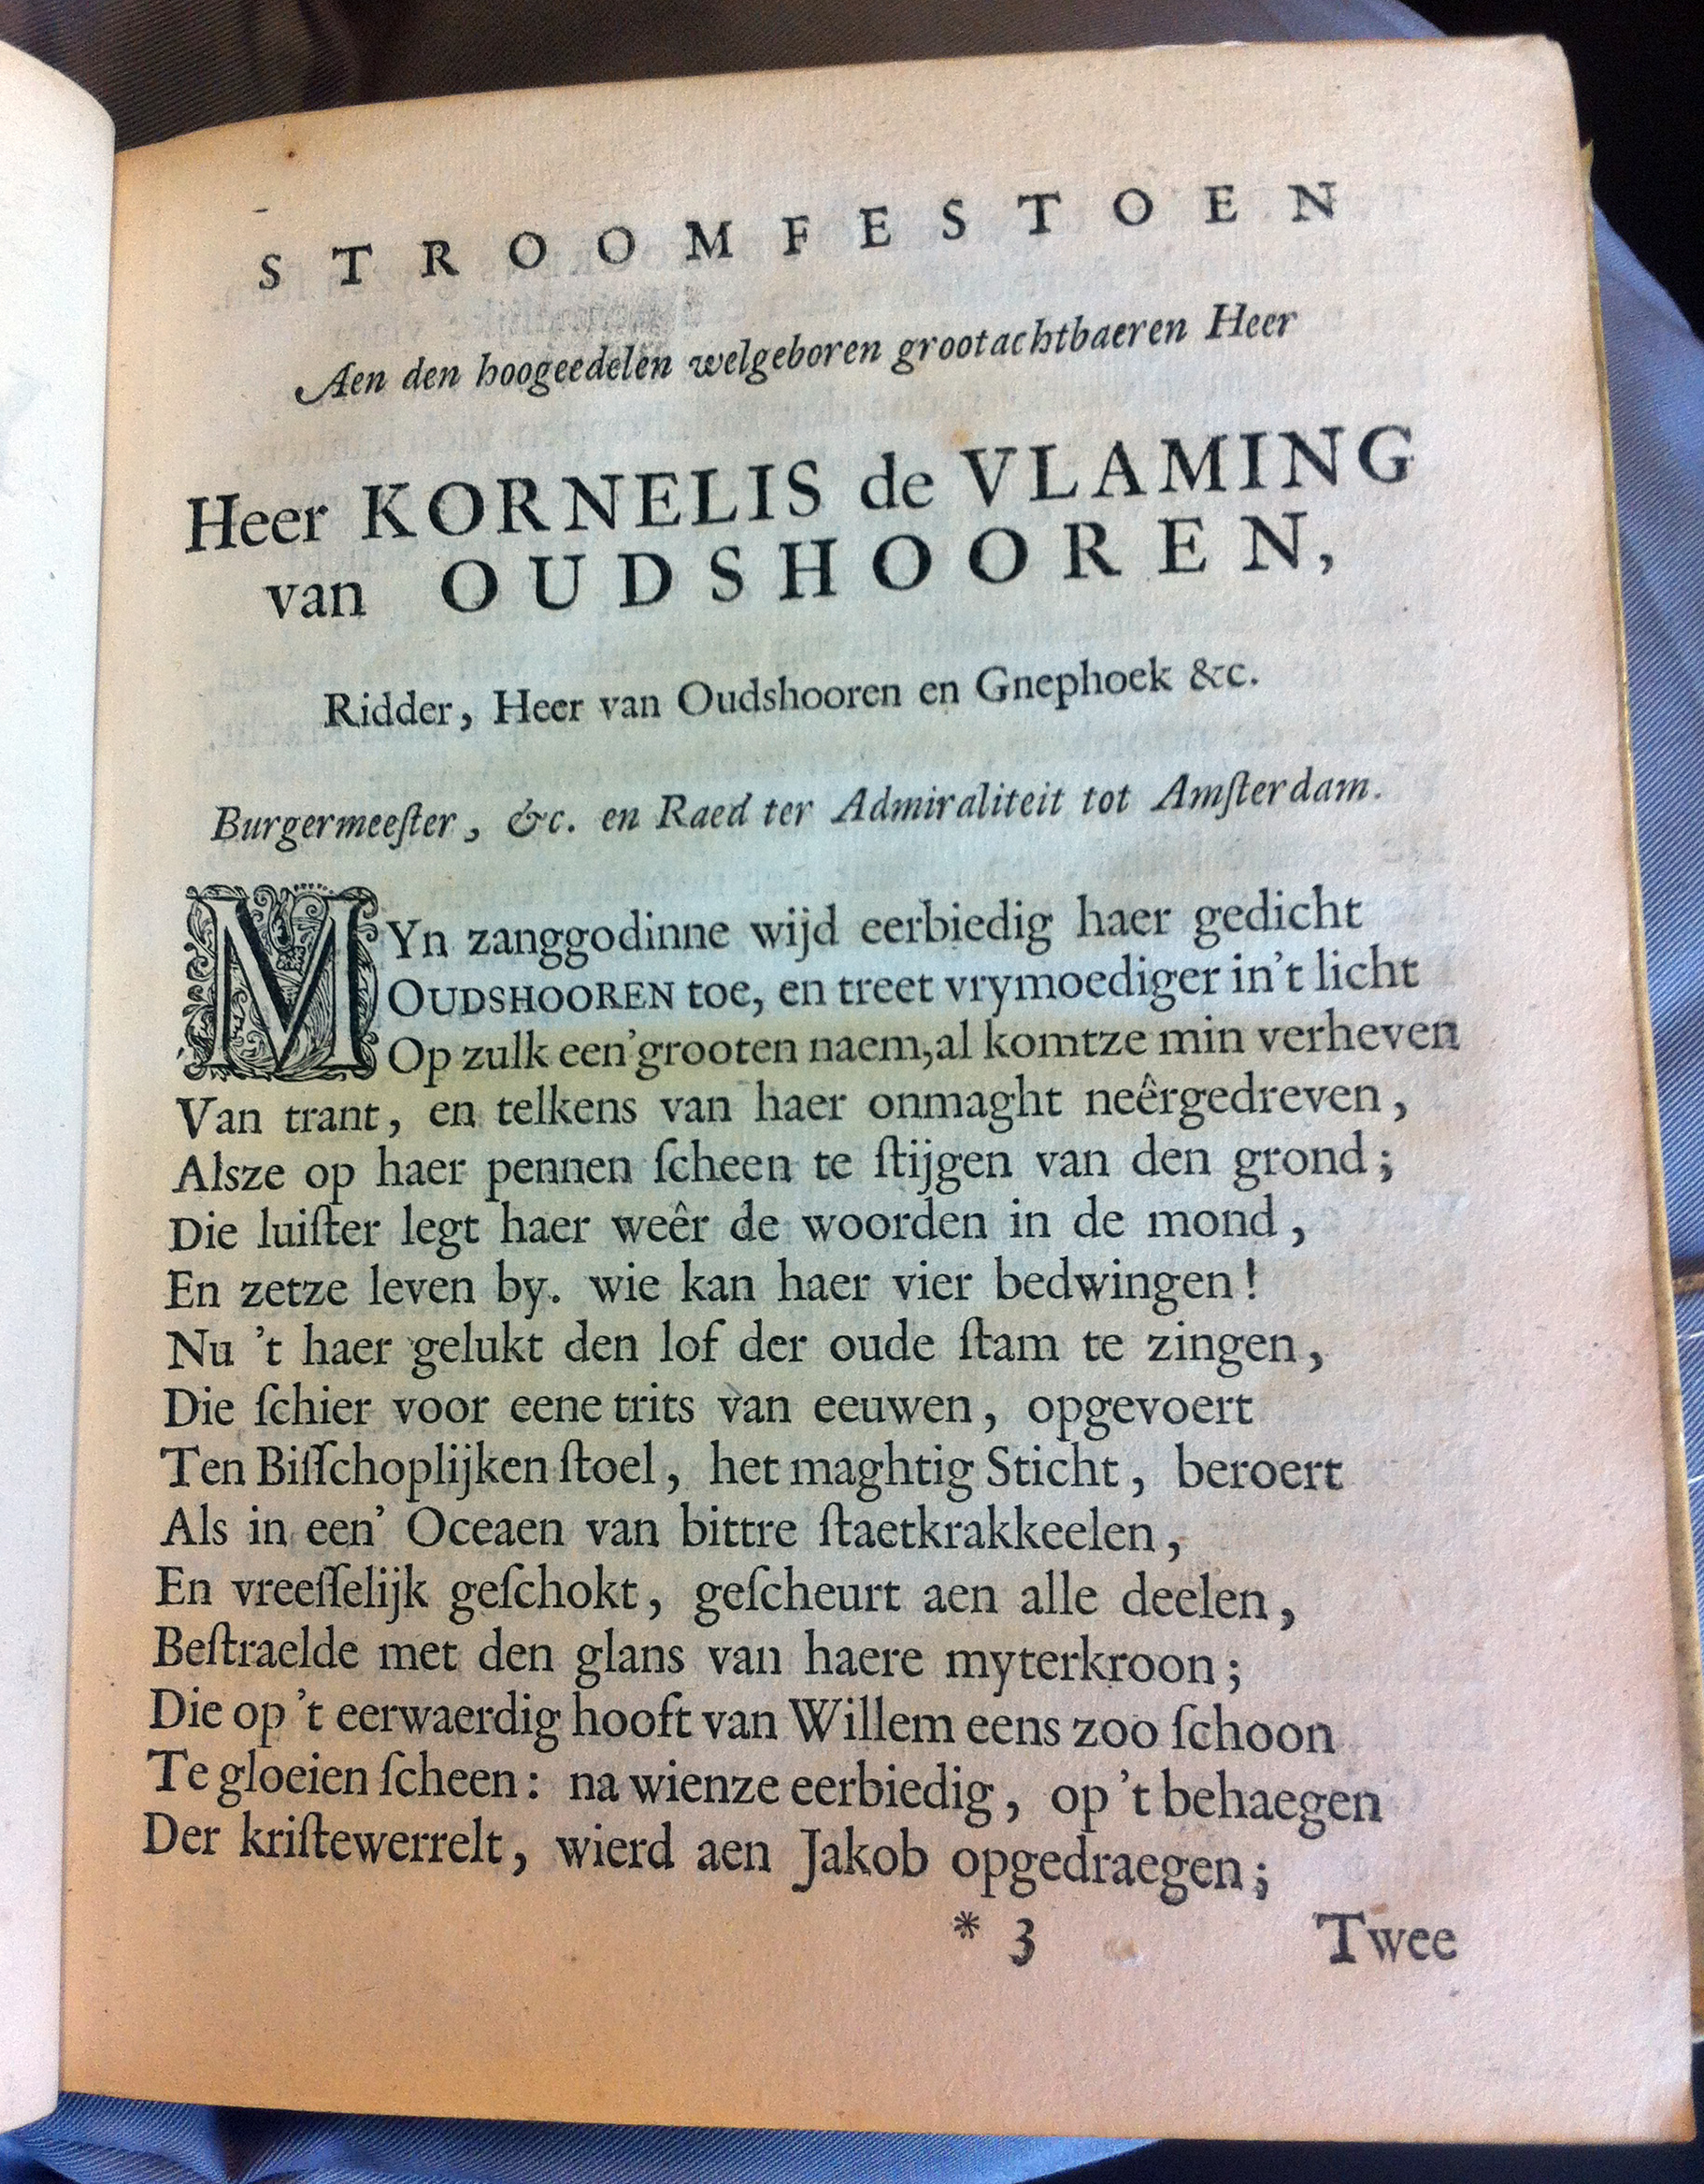 STROOMFESTOEN
Aen den hoogeedelen welgeboren grootachtbaeren Heer
Heer KORNELIS de VLAMING
van OUDSHOOREN,
Ridder, Heer van Oudshooren en Gnephoek &c.
Burgermeeſter, &c. en Raed ter Admiraliteit tot Amſterdam.
MYn zanggodinne wijd eerbiedig haer gedicht
OUDSHOOREN toe, en treet vrymoediger in't licht
Op zulk een'grooten naem, al komtze min verheven
Van trant, en telkens van haer onmaght neêrgedreven,
Alsze op haer pennen ſcheen te ſtijgen van den grond;
Die luiſter legt haer weêr de woorden in de mond,
En zetze leven by. wie kan haer vier bedwingen!
Nu 't haer gelukt den lof der oude ſtam te zingen,
Die ſchier voor eene trits van eeuwen, opgevoert
Ten Biſſchoplijken ſtoel, het maghtig Sticht, beroert
Als in een' Oceaen van bittre ſtaetkrakkeelen,
En vreeſſelijk geſchokt, geſcheurt aen alle deelen,
Beſtraelde met den glans van haere myterkroon;
Die op 't eerwaerdig hooft van Willem eens zoo ſchoon
Te gloeien ſcheen: na wienze eerbiedig, op 't behaegen
Der kriſtewerrelt, wierd aen Jakob opgedraegen;
* 3 Twee